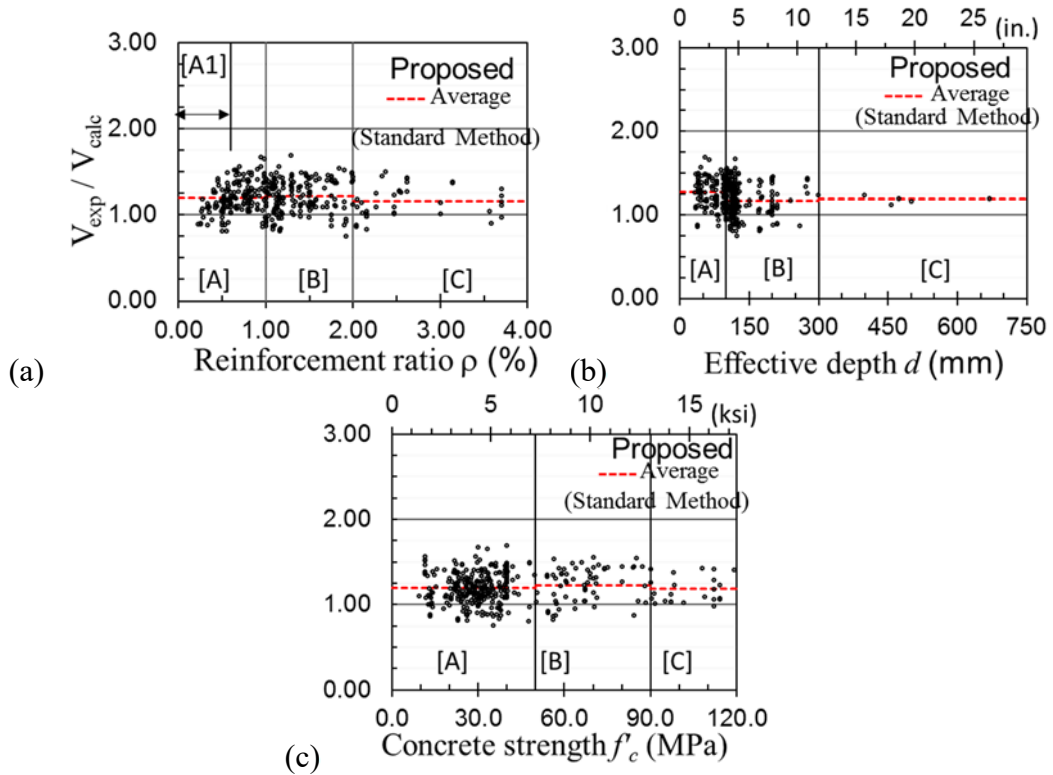 3.00
2.00
1.00
0.00
V_exp / V_calc
[A1]
Proposed
Average
(Standard Method)
[A]
[B]
[C]
0.00 1.00 2.00 3.00 4.00
Reinforcement ratio ρ (%)
(a)
0 5 10 15 20 25 (in.)
3.00
2.00
1.00
0.00
Proposed
Average
(Standard Method)
[A]
[B]
[C]
0 150 300 450 600 750
Effective depth d (mm)
(b)
0 5 10 15 (ksi)
3.00
2.00
1.00
0.00
Proposed
Average
(Standard Method)
[A]
[B]
[C]
0.0 30.0 60.0 90.0 120.0
Concrete strength f′c (MPa)
(c)